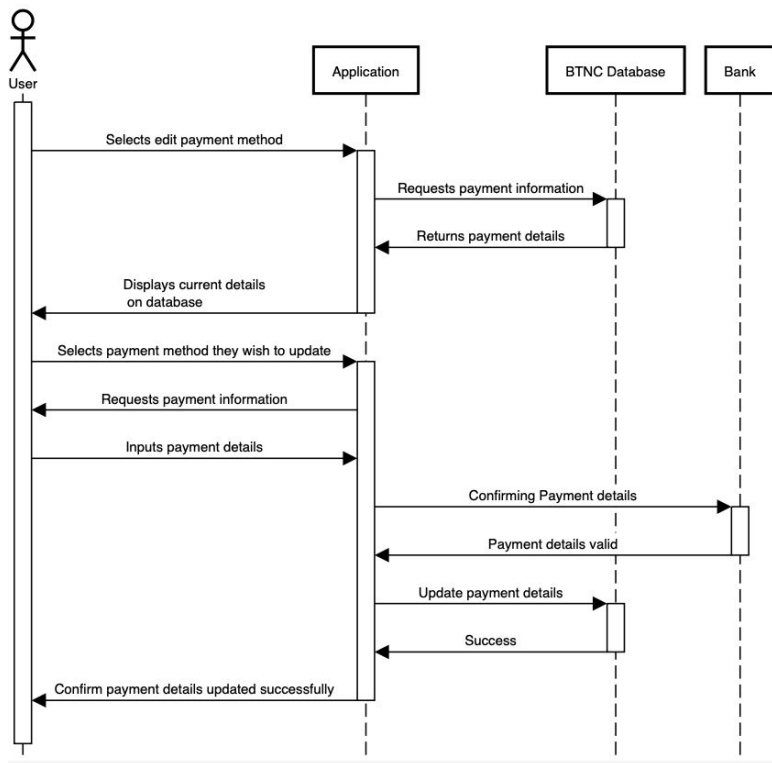 User
Application
BTNC Database
Bank
Selects edit payment method
Requests payment information
Returns payment details
Displays current details
on database
Selects payment method they wish to update
Requests payment information
Inputs payment details
Confirming Payment details
Payment details valid
Update payment details
Success
Confirm payment details updated successfully